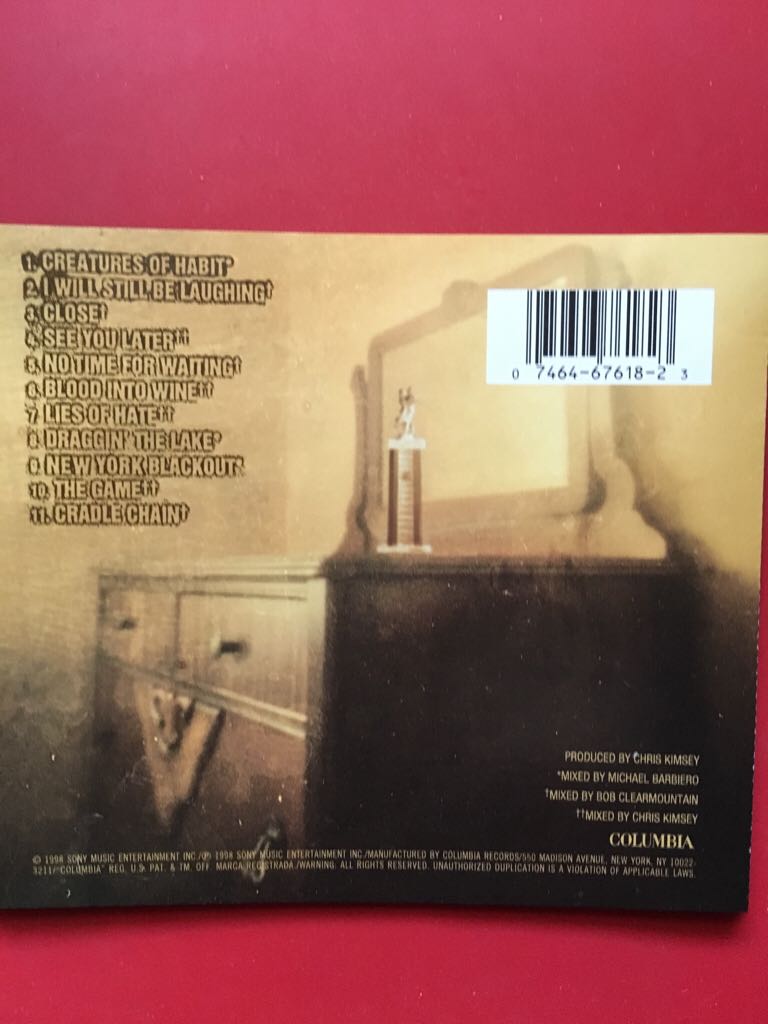 1. CREATURES OF HABIT*
2. I WILL STILL BE LAUGHING†
3. CLOSE†
4. SEE YOU LATER††
5. NO TIME FOR WAITING†
6. BLOOD INTO WINE††
7. LIES OF HATE††
8. DRAGGIN' THE LAKE*
9. NEW YORK BLACKOUT*
10. THE GAME††
11. CRADLE CHAIN†
0 7464-67618-2 3
PRODUCED BY CHRIS KIMSEY
*MIXED BY MICHAEL BARBIERO
†MIXED BY BOB CLEARMOUNTAIN
††MIXED BY CHRIS KIMSEY
COLUMBIA
© 1998 SONY MUSIC ENTERTAINMENT INC./℗ 1998 SONY MUSIC ENTERTAINMENT INC./MANUFACTURED BY COLUMBIA RECORDS/550 MADISON AVENUE, NEW YORK, NY 10022-
3211/"COLUMBIA" REG. U.S. PAT. & TM. OFF. MARCA REGISTRADA./WARNING: ALL RIGHTS RESERVED. UNAUTHORIZED DUPLICATION IS A VIOLATION OF APPLICABLE LAWS.